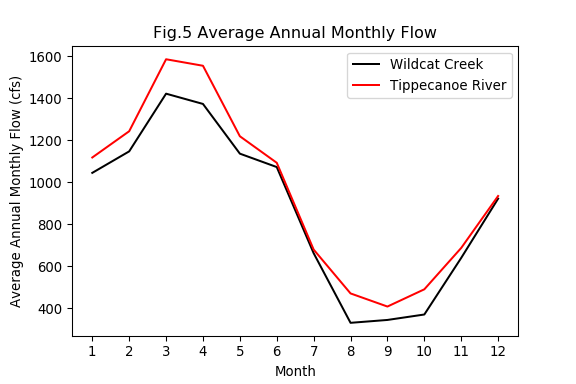 Fig.5 Average Annual Monthly Flow
Wildcat Creek
Tippecanoe River
Average Annual Monthly Flow (cfs)
1600
1400
1200
1000
800
600
400
1 2 3 4 5 6 7 8 9 10 11 12
Month